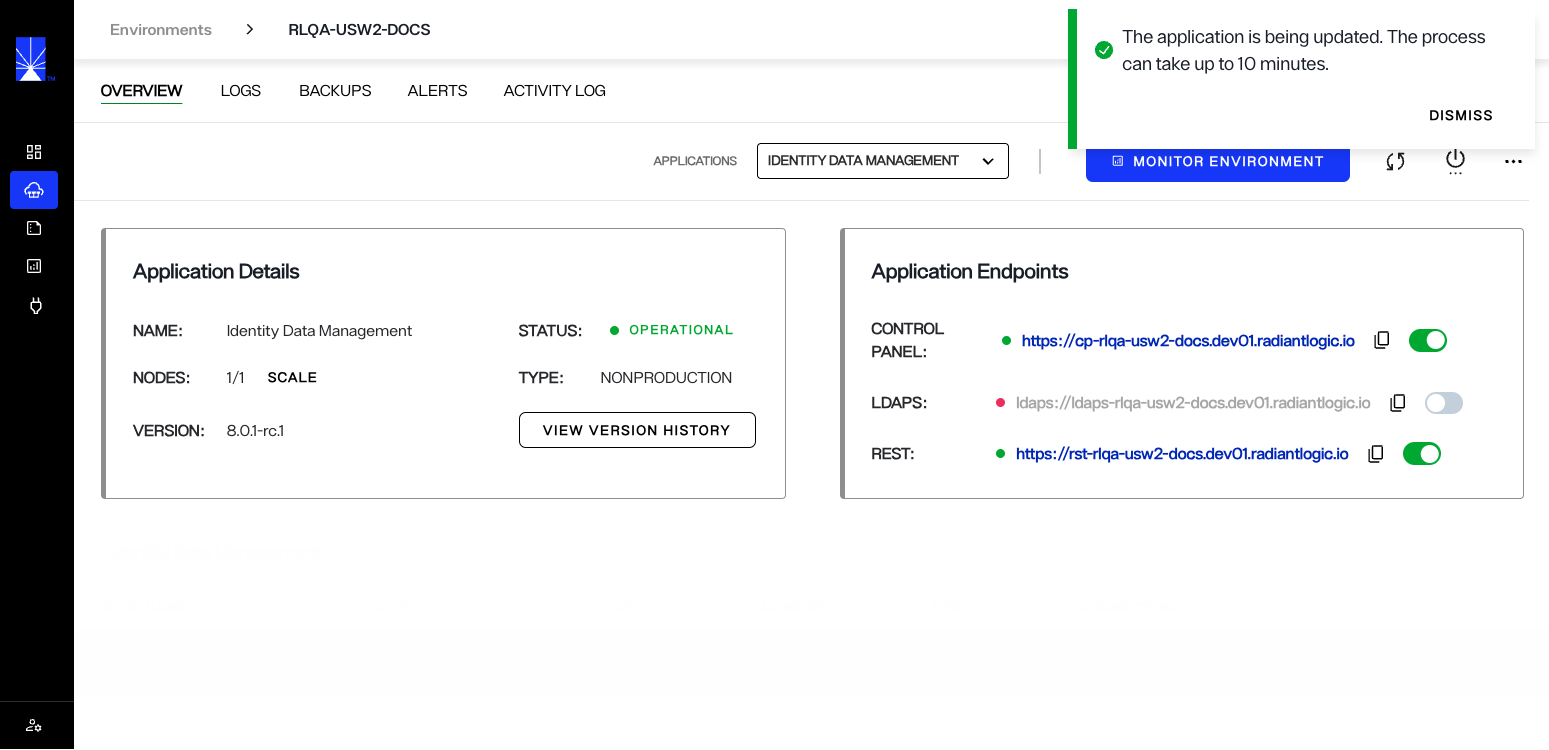 Environments > RLQA-USW2-DOCS
The application is being updated. The process
can take up to 10 minutes.
DISMISS
OVERVIEW LOGS BACKUPS ALERTS ACTIVITY LOG
APPLICATIONS IDENTITY DATA MANAGEMENT MONITOR ENVIRONMENT
Application Details
NAME: Identity Data Management STATUS: OPERATIONAL
NODES: 1/1 SCALE TYPE: NONPRODUCTION
VERSION: 8.0.1-rc.1 VIEW VERSION HISTORY
Application Endpoints
CONTROL
PANEL: https://cp-rlqa-usw2-docs.dev01.radiantlogic.io
LDAPS: ldaps://ldaps-rlqa-usw2-docs.dev01.radiantlogic.io
REST: https://rst-rlqa-usw2-docs.dev01.radiantlogic.io